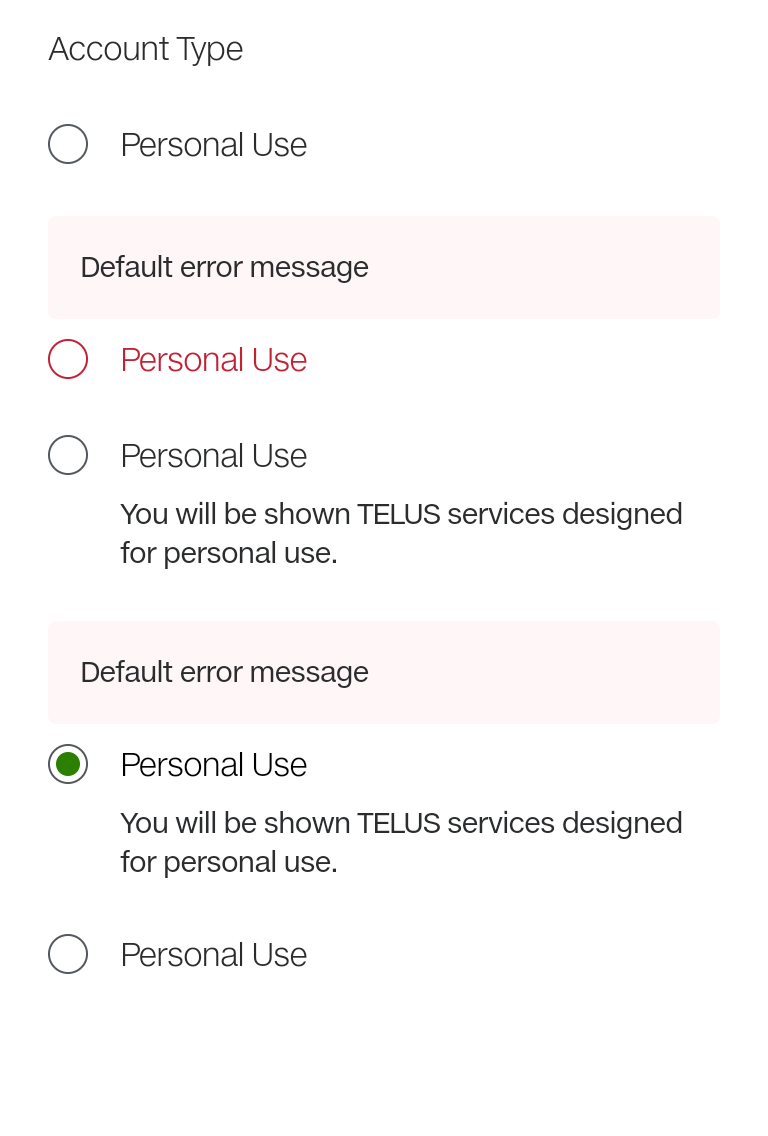 Account Type
Personal Use
Default error message
Personal Use
Personal Use
You will be shown TELUS services designed
for personal use.
Default error message
Personal Use
You will be shown TELUS services designed
for personal use.
Personal Use